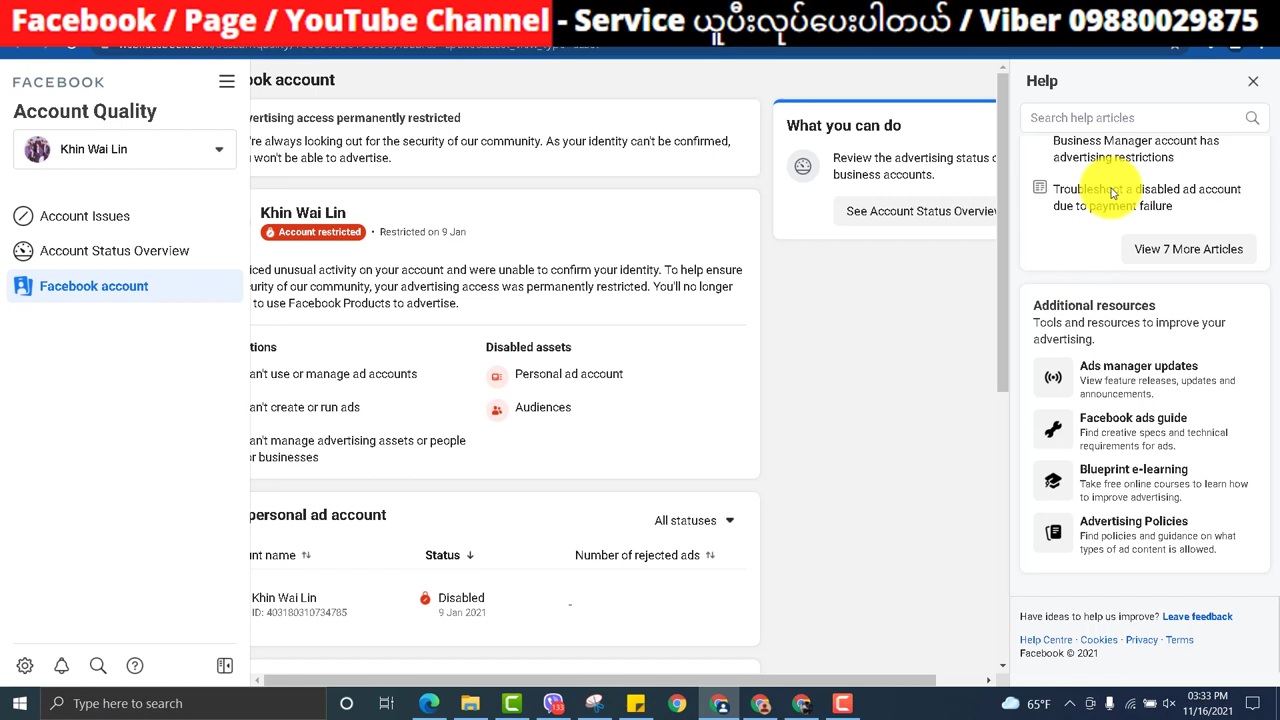 Facebook / Page / YouTube Channel - Service ယူပီးလုပ်ပေးပါတယ် / Viber 09880029875
FACEBOOK
Account Quality
Khin Wai Lin
Account Issues
Account Status Overview
Facebook account
ook account
vertising access permanently restricted
're always looking out for the security of our community. As your identity can't be confirmed,
won't be able to advertise.
Khin Wai Lin
Account restricted • Restricted on 9 Jan
iced unusual activity on your account and were unable to confirm your identity. To help ensure
curity of our community, your advertising access was permanently restricted. You'll no longer
to use Facebook Products to advertise.
tions
an't use or manage ad accounts
an't create or run ads
an't manage advertising assets or people
or businesses
Disabled assets
Personal ad account
Audiences
personal ad account
All statuses
unt name
Status
Number of rejected ads
Khin Wai Lin
ID: 403180310734785
Disabled
9 Jan 2021
-
What you can do
Review the advertising status o
business accounts.
See Account Status Overvie
Help
Search help articles
Business Manager account has
advertising restrictions
Troubleshoot a disabled ad account
due to payment failure
View 7 More Articles
Additional resources
Tools and resources to improve your
advertising.
Ads manager updates
View feature releases, updates and
announcements.
Facebook ads guide
Find creative specs and technical
requirements for ads.
Blueprint e-learning
Take free online courses to learn how
to improve advertising.
Advertising Policies
Find policies and guidance on what
types of ad content is allowed.
Have ideas to help us improve? Leave feedback
Help Centre · Cookies · Privacy · Terms
Facebook © 2021
Type here to search
133
65°F
03:33 PM
11/16/2021